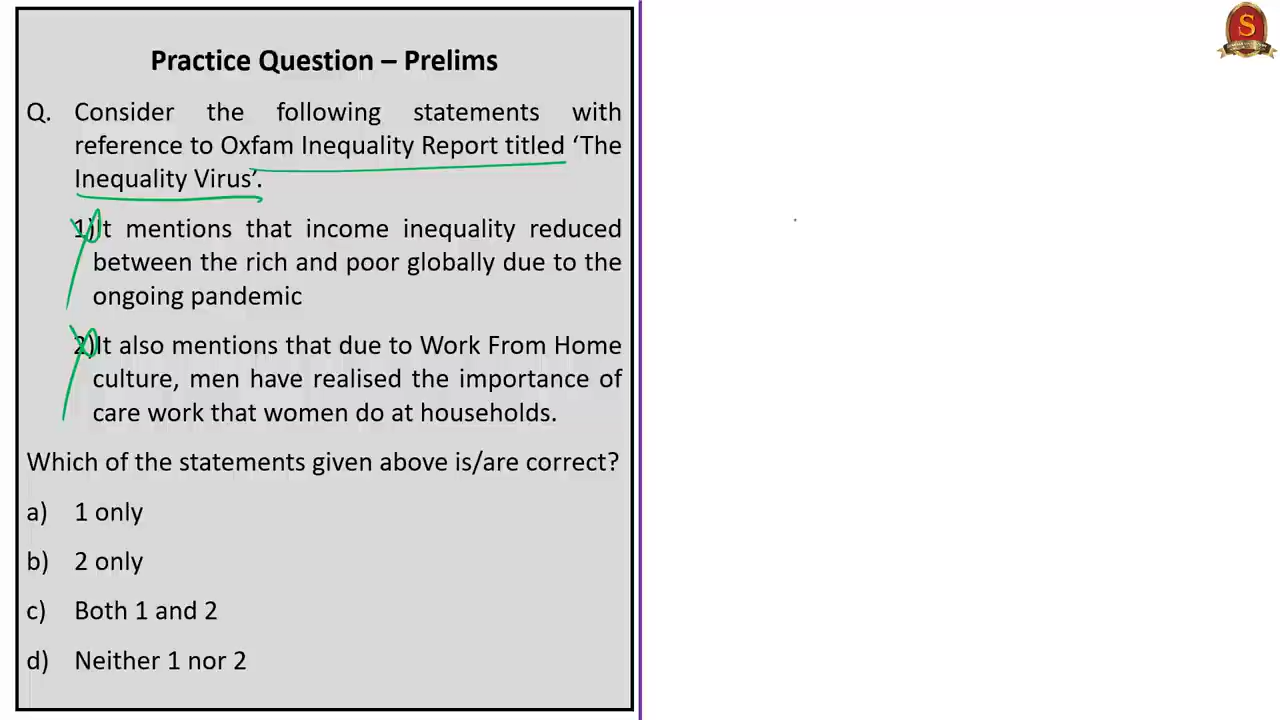 Practice Question – Prelims
Q. Consider the following statements with
reference to Oxfam Inequality Report titled ‘The
Inequality Virus’.
1) It mentions that income inequality reduced
between the rich and poor globally due to the
ongoing pandemic
2) It also mentions that due to Work From Home
culture, men have realised the importance of
care work that women do at households.
Which of the statements given above is/are correct?
a) 1 only
b) 2 only
c) Both 1 and 2
d) Neither 1 nor 2
S